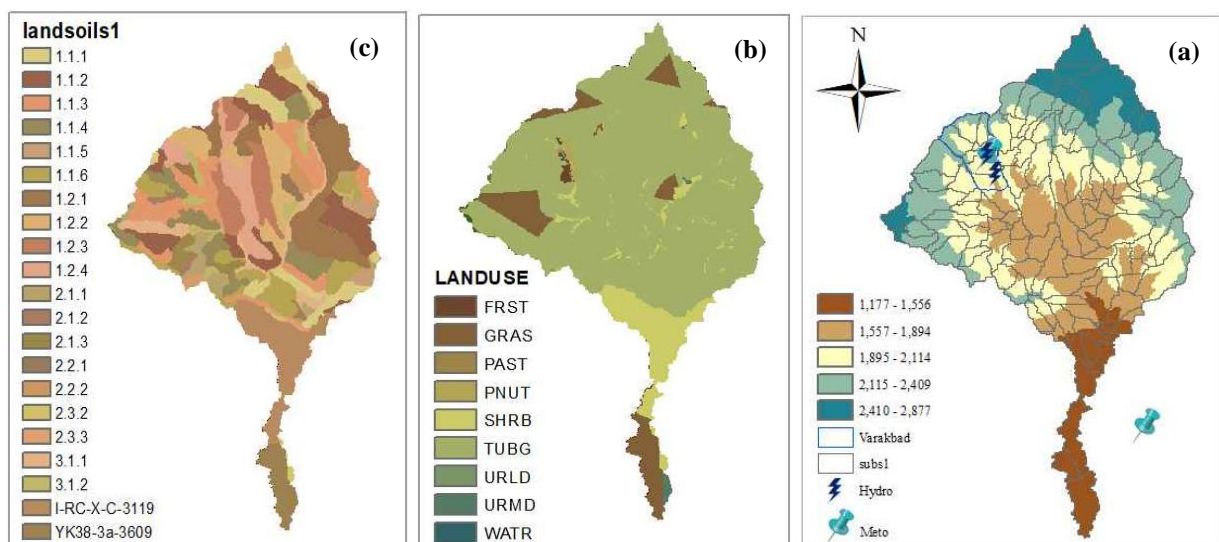 landsoils1
(c)
1.1.1
1.1.2
1.1.3
1.1.4
1.1.5
1.1.6
1.2.1
1.2.2
1.2.3
1.2.4
2.1.1
2.1.2
2.1.3
2.2.1
2.2.2
2.3.2
2.3.3
3.1.1
3.1.2
I-RC-X-C-3119
YK38-3a-3609
(b)
LANDUSE
FRST
GRAS
PAST
PNUT
SHRB
TUBG
URLD
URMD
WATR
N
(a)
1,177 - 1,556
1,557 - 1,894
1,895 - 2,114
2,115 - 2,409
2,410 - 2,877
Varakbad
subs1
Hydro
Meto